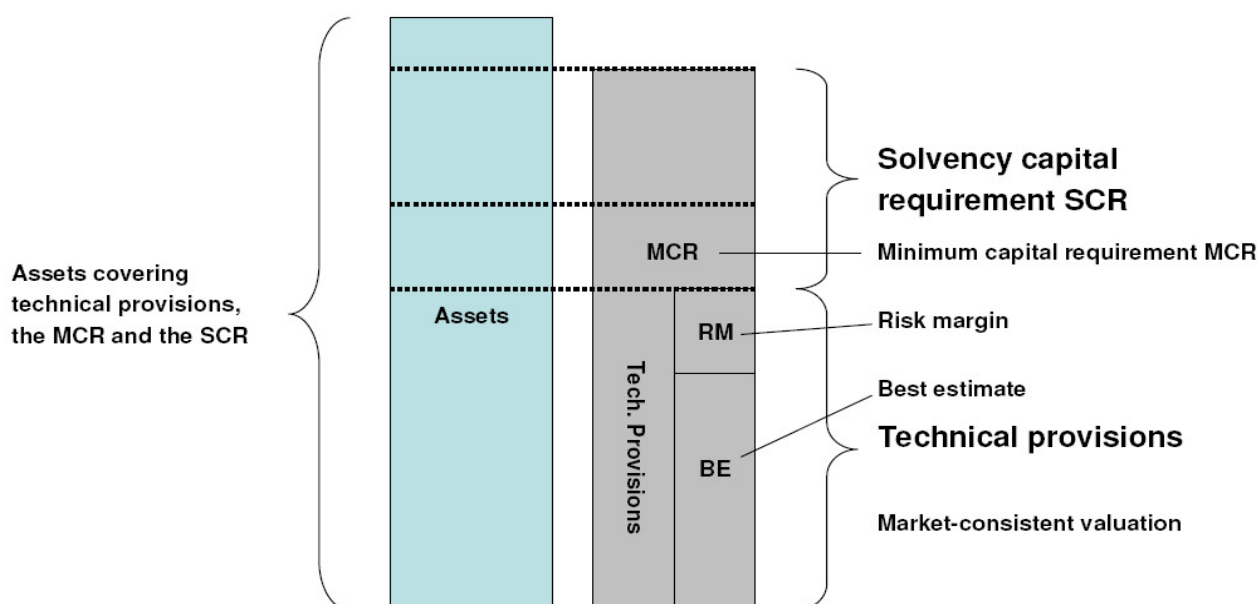 Assets covering
technical provisions,
the MCR and the SCR
Assets
MCR
RM
Tech. Provisions
BE
Solvency capital
requirement SCR
Minimum capital requirement MCR
Risk margin
Best estimate
Technical provisions
Market-consistent valuation